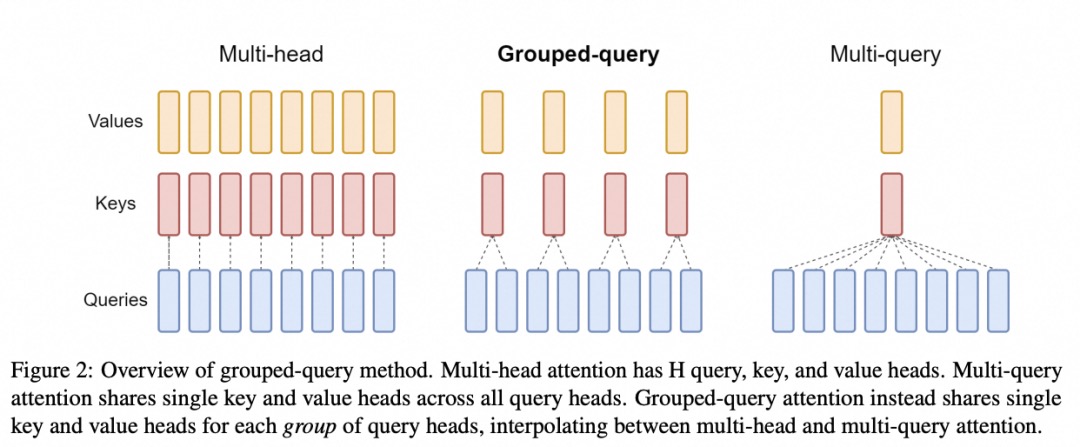 Multi-head Grouped-query Multi-query
Values
Keys
Queries
Figure 2: Overview of grouped-query method. Multi-head attention has H query, key, and value heads. Multi-query
attention shares single key and value heads across all query heads. Grouped-query attention instead shares single
key and value heads for each group of query heads, interpolating between multi-head and multi-query attention.